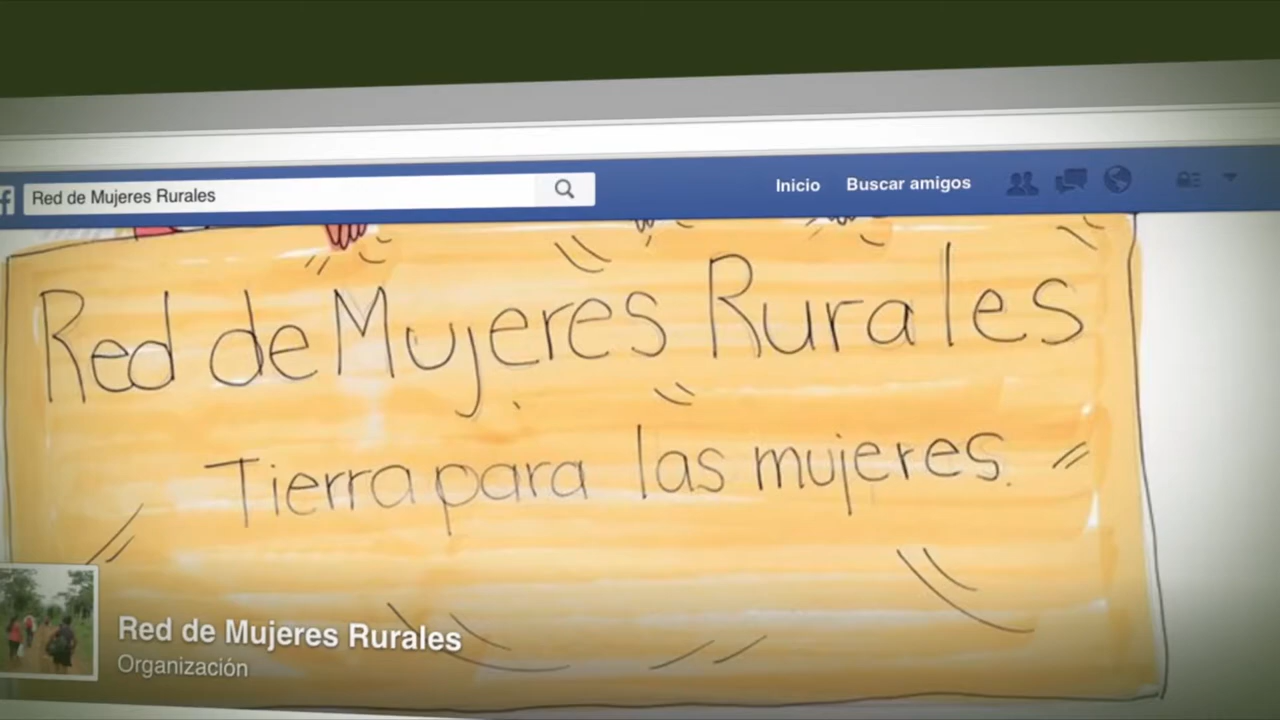 f
Red de Mujeres Rurales
Inicio
Buscar amigos
Red de Mujeres Rurales
Tierra para las mujeres.
Red de Mujeres Rurales
Organización